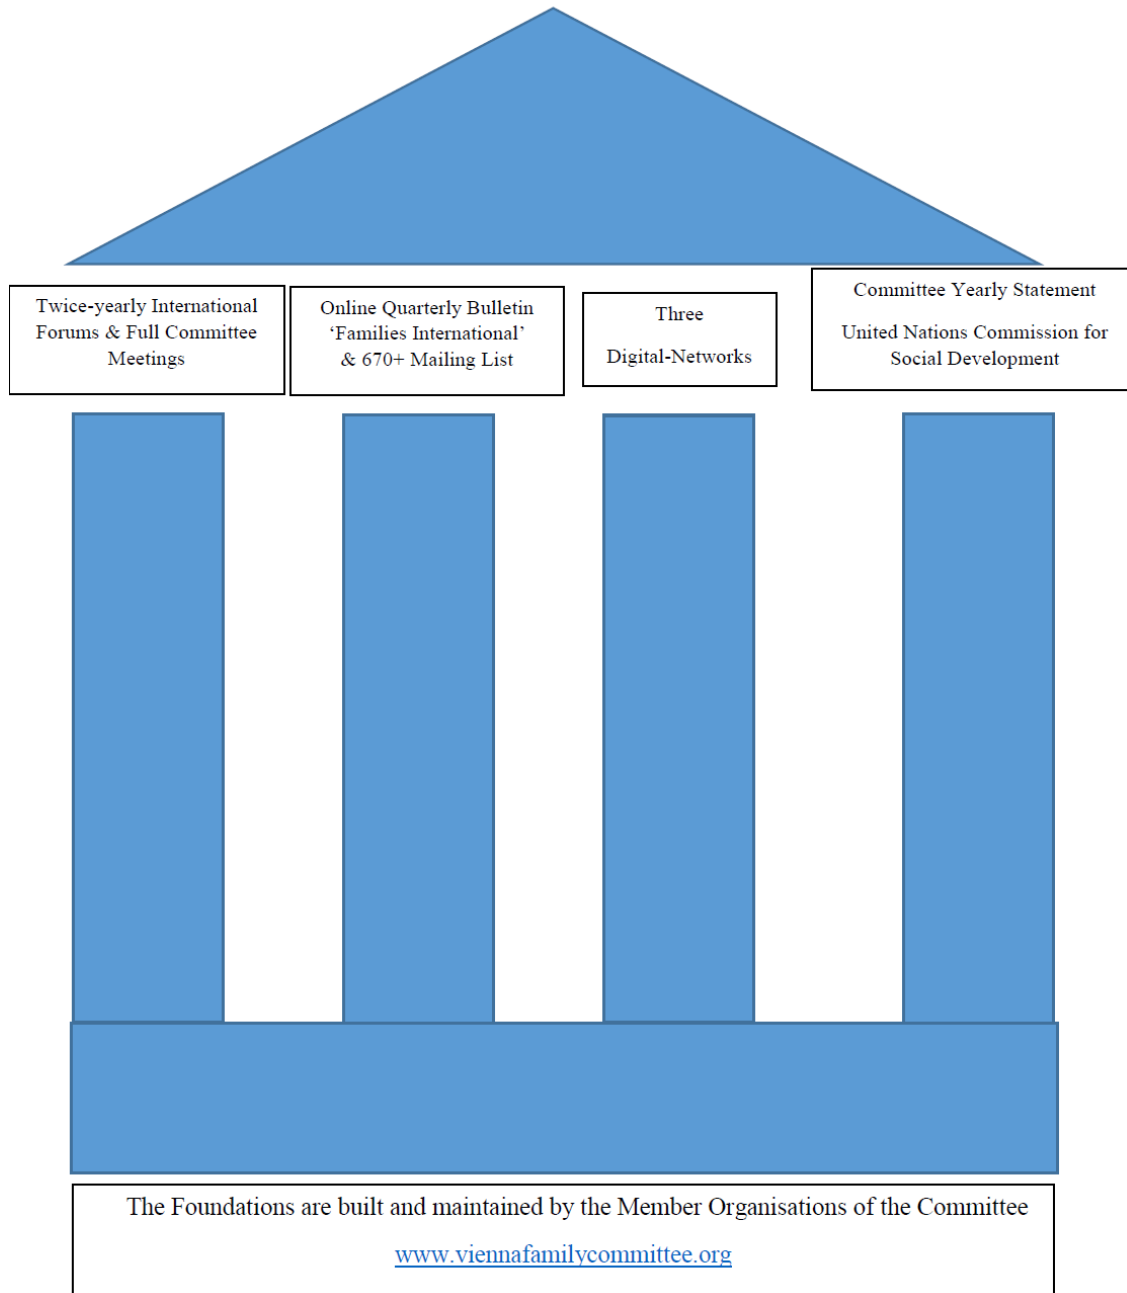 Twice-yearly International
Forums & Full Committee
Meetings
Online Quarterly Bulletin
‘Families International’
& 670+ Mailing List
Three
Digital-Networks
Committee Yearly Statement
United Nations Commission for
Social Development
The Foundations are built and maintained by the Member Organisations of the Committee
www.viennafamilycommittee.org